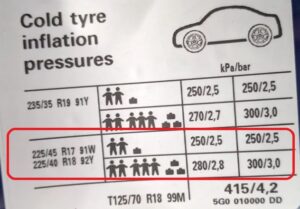 Cold tyre
inflation
pressures
kPa/bar
235/35 R19 91Y 250/2,5 250/2,5
270/2,7 300/3,0
225/45 R17 91W 250/2,5 250/2,5
225/40 R18 92Y 280/2,8 300/3,0
T125/70 R18 99M 415/4,2
5G0 010000 DD